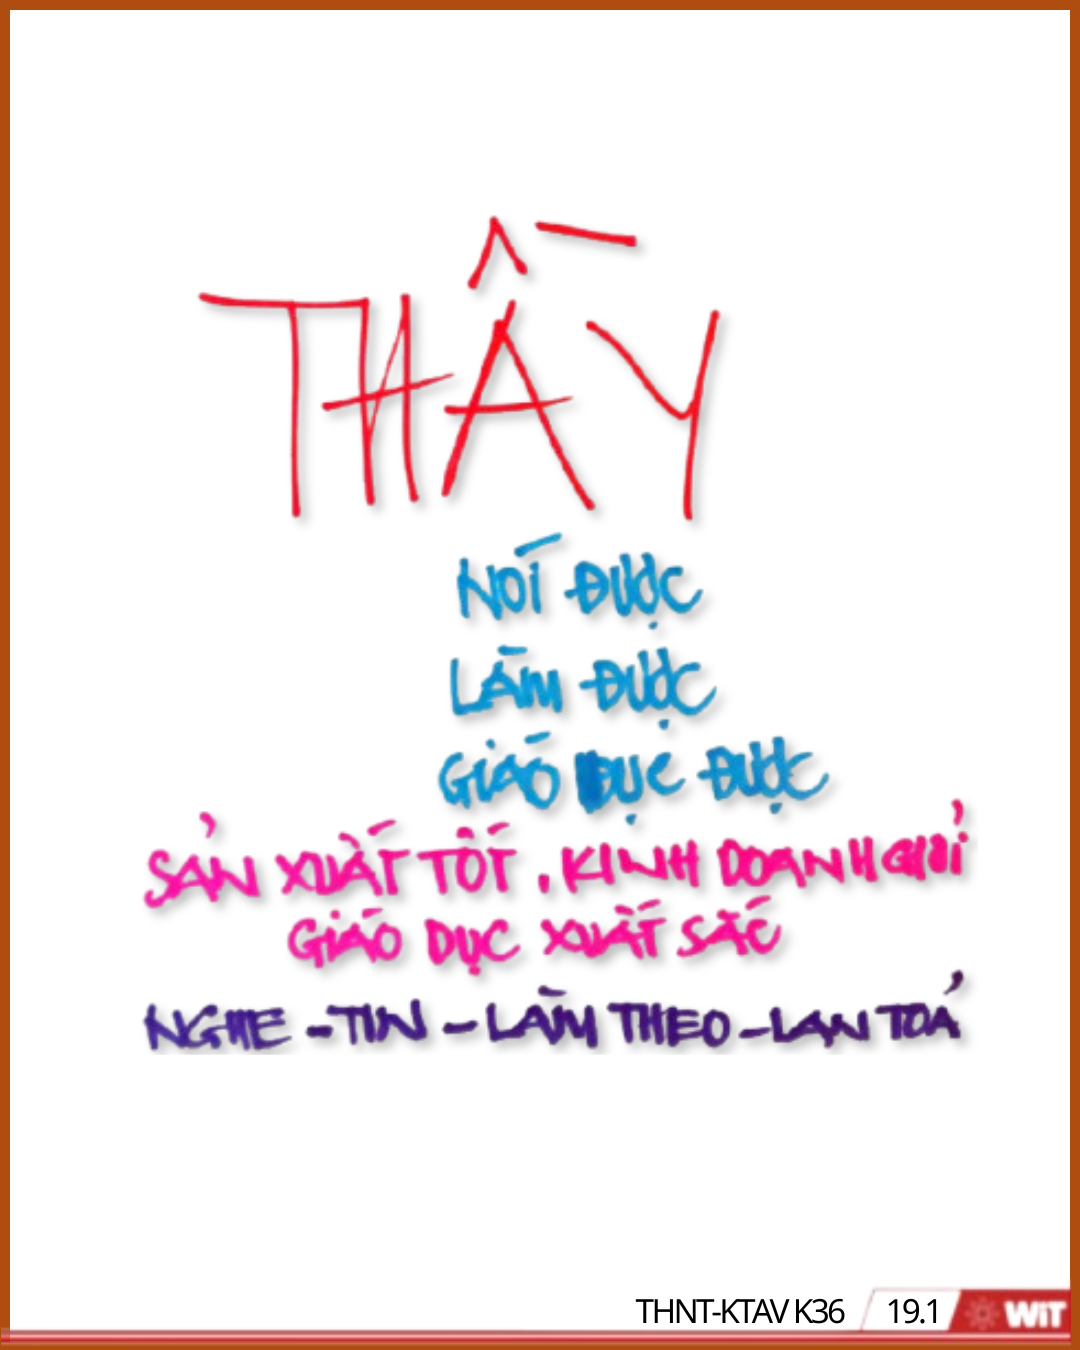 THẦY
NÓI ĐƯỢC
LÀM ĐƯỢC
GIÁO DỤC ĐƯỢC
SẢN XUẤT TỐT, KINH DOANH GIỎI
GIÁO DỤC XUẤT SẮC
NGHE - TIN - LÀM THEO - LAN TOẢ
THNT-KTAV K36 19.1 WiT